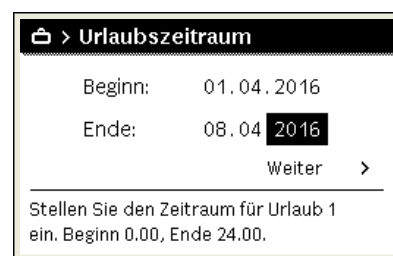 > Urlaubszeitraum
Beginn: 01.04.2016
Ende: 08.04 2016
Weiter >
Stellen Sie den Zeitraum für Urlaub 1
ein. Beginn 0.00, Ende 24.00.